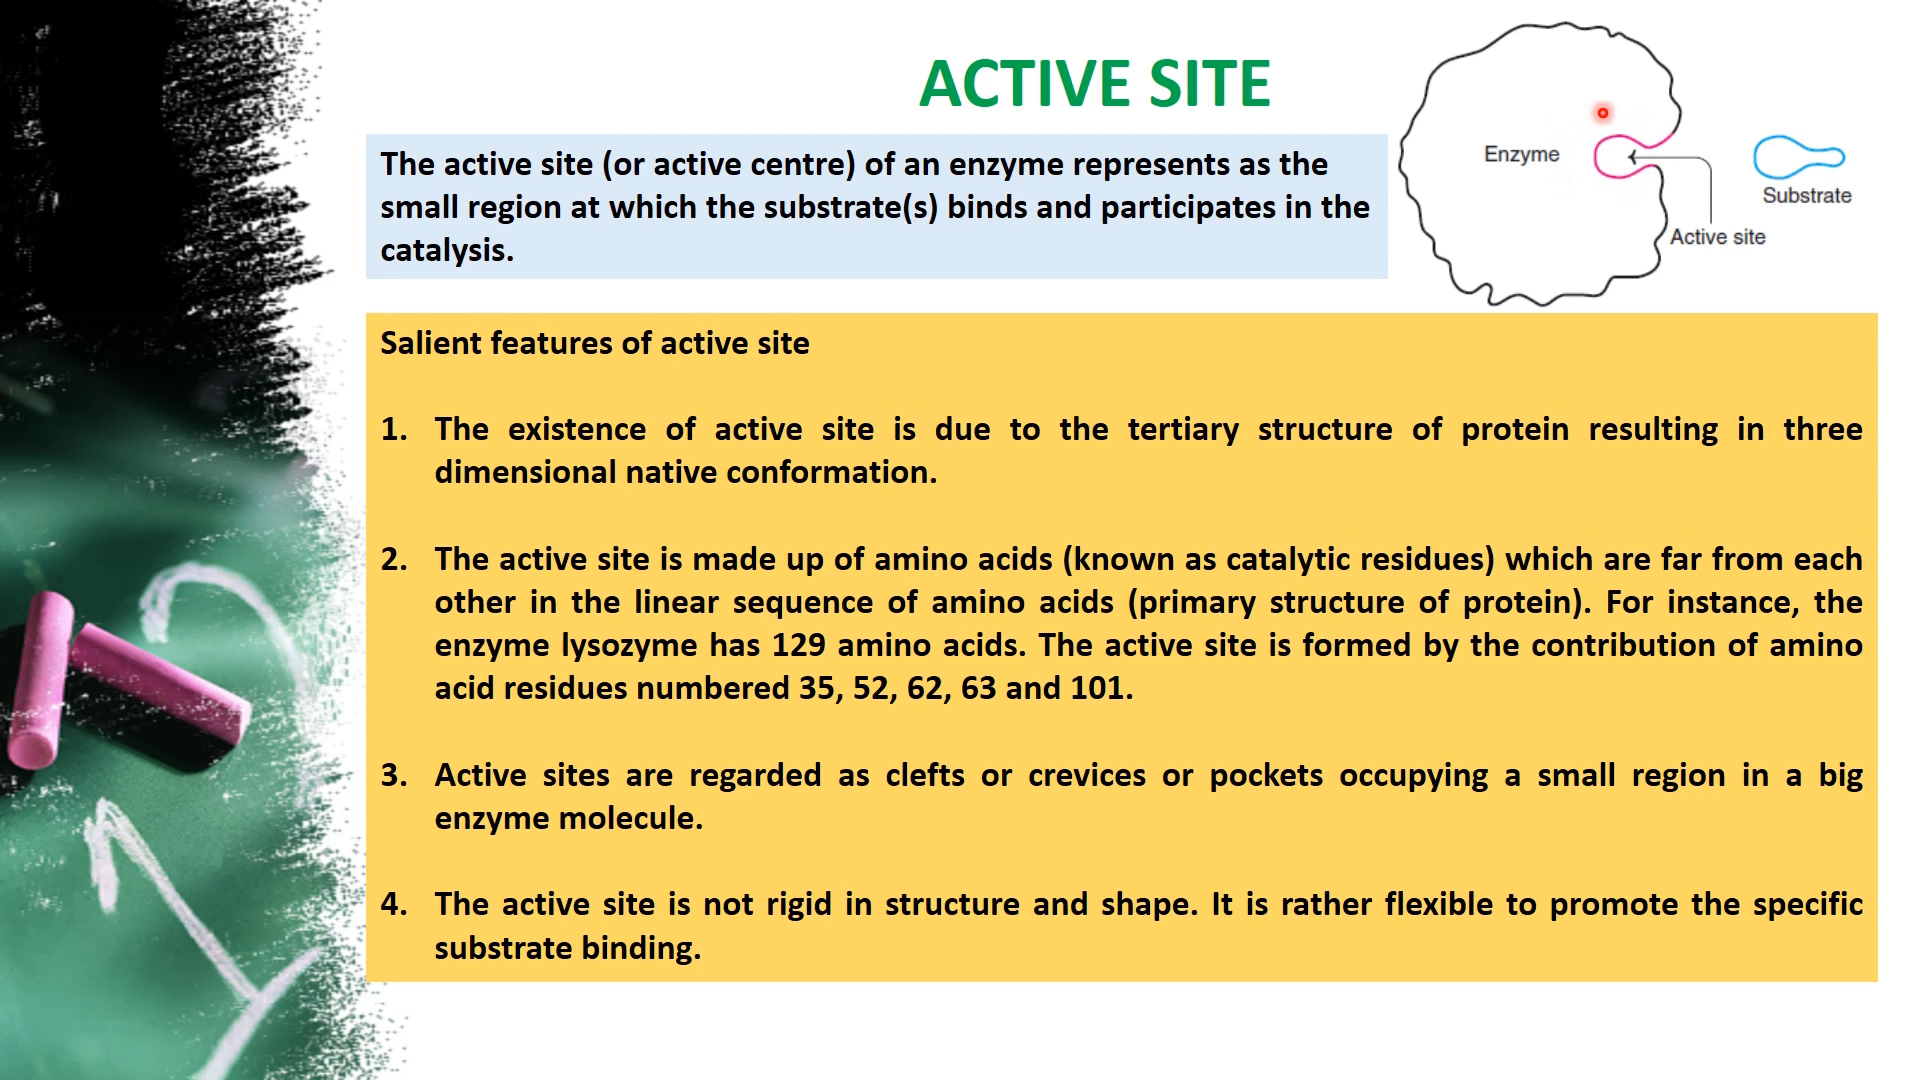 ACTIVE SITE
The active site (or active centre) of an enzyme represents as the
small region at which the substrate(s) binds and participates in the
catalysis.
Enzyme
Substrate
Active site
Salient features of active site
1. The existence of active site is due to the tertiary structure of protein resulting in three
dimensional native conformation.
2. The active site is made up of amino acids (known as catalytic residues) which are far from each
other in the linear sequence of amino acids (primary structure of protein). For instance, the
enzyme lysozyme has 129 amino acids. The active site is formed by the contribution of amino
acid residues numbered 35, 52, 62, 63 and 101.
3. Active sites are regarded as clefts or crevices or pockets occupying a small region in a big
enzyme molecule.
4. The active site is not rigid in structure and shape. It is rather flexible to promote the specific
substrate binding.